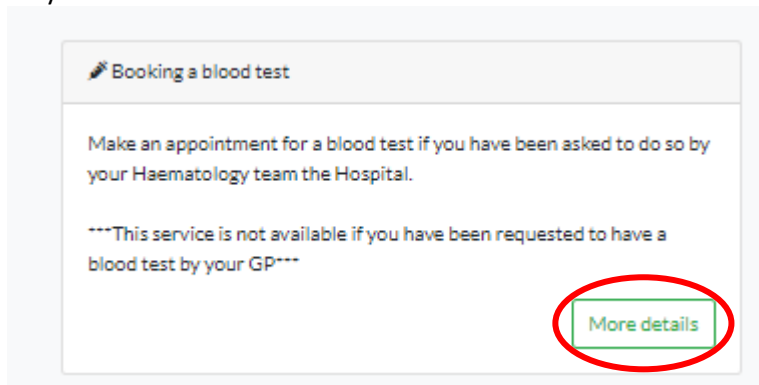 Booking a blood test
Make an appointment for a blood test if you have been asked to do so by
your Haematology team the Hospital.
***This service is not available if you have been requested to have a
blood test by your GP***
More details